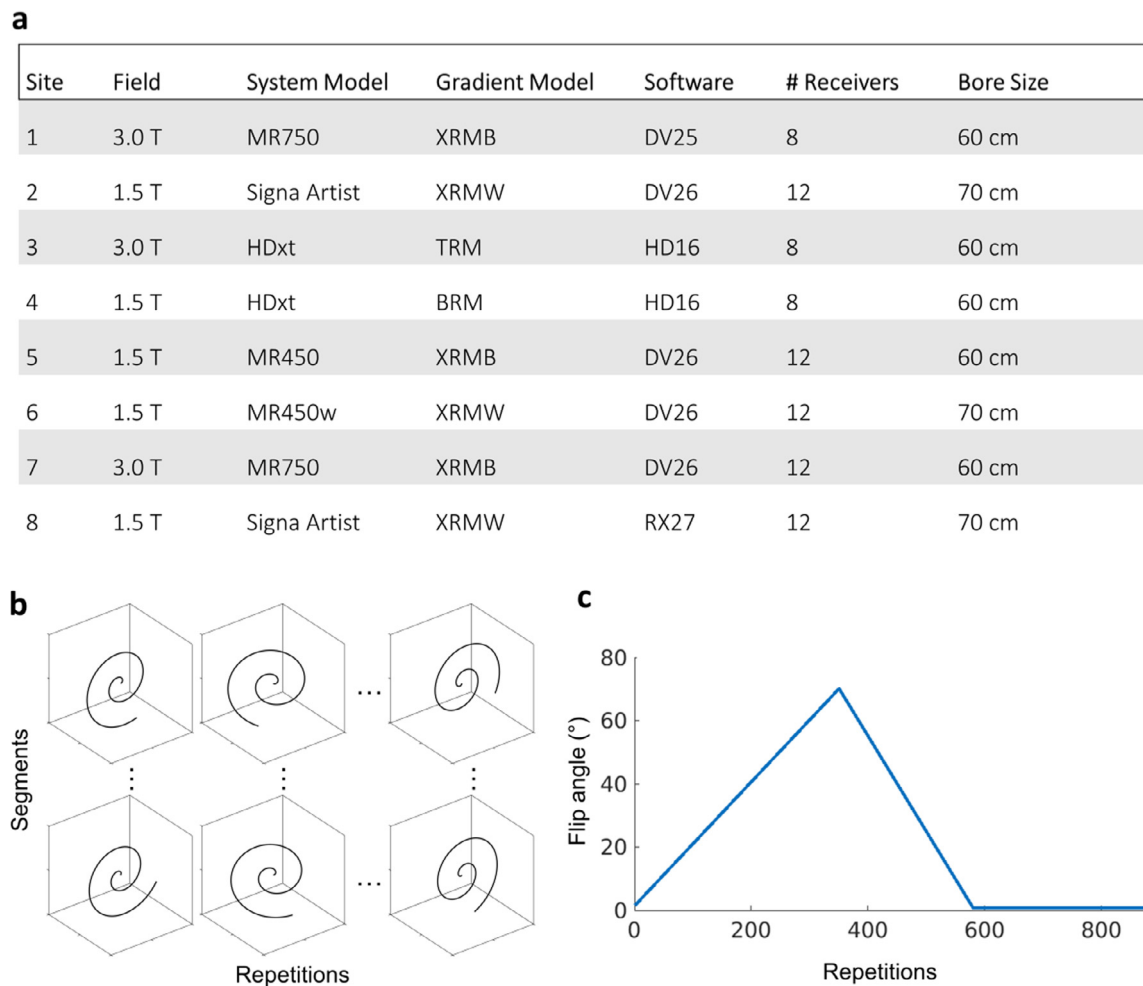 a
Site Field System Model Gradient Model Software # Receivers Bore Size
1 3.0 T MR750 XRMB DV25 8 60 cm
2 1.5 T Signa Artist XRMW DV26 12 70 cm
3 3.0 T HDxt TRM HD16 8 60 cm
4 1.5 T HDxt BRM HD16 8 60 cm
5 1.5 T MR450 XRMB DV26 12 60 cm
6 1.5 T MR450w XRMW DV26 12 70 cm
7 3.0 T MR750 XRMB DV26 12 60 cm
8 1.5 T Signa Artist XRMW RX27 12 70 cm
b
Segments
...
⋮ ⋮ ⋮
...
Repetitions
c
Flip angle (°)
80
60
40
20
0
0 200 400 600 800
Repetitions